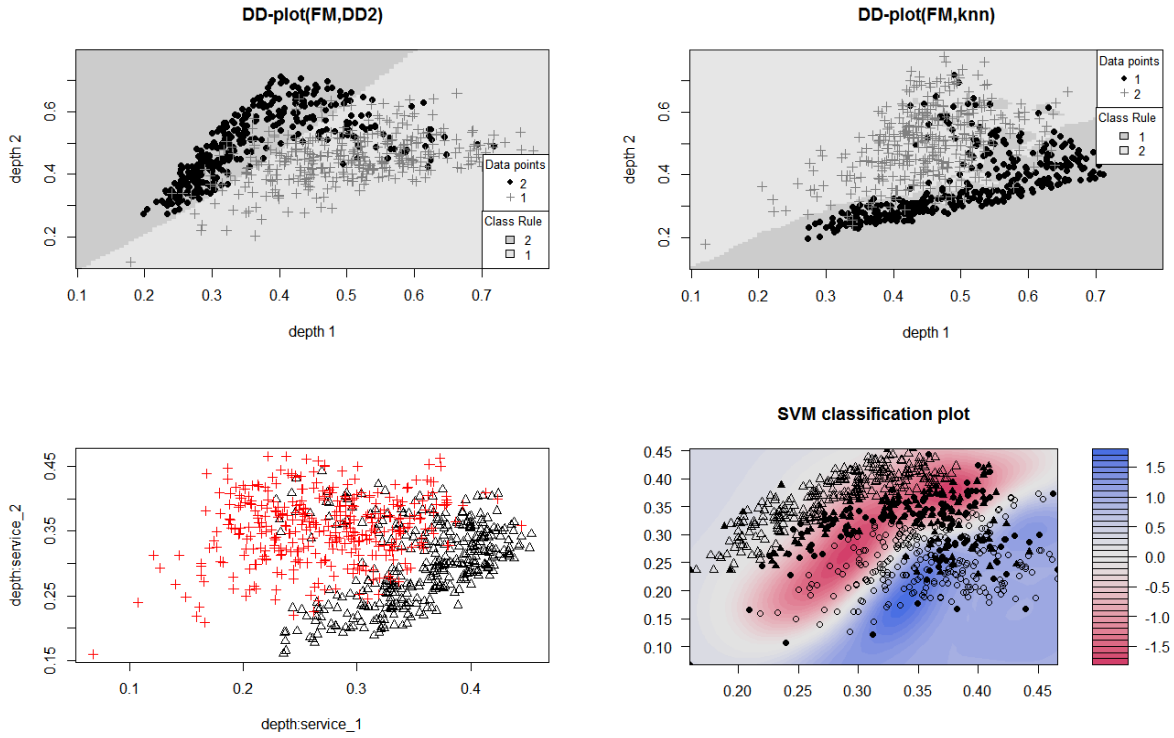 DD-plot(FM,DD2)
depth 2
0.6
0.4
0.2
0.1 0.2 0.3 0.4 0.5 0.6 0.7
depth 1
Data points
2
1
Class Rule
2
1
DD-plot(FM,knn)
depth 2
0.6
0.4
0.2
0.1 0.2 0.3 0.4 0.5 0.6 0.7
depth 1
Data points
1
2
Class Rule
1
2
depth:service_2
0.45
0.35
0.25
0.15
0.1 0.2 0.3 0.4
depth:service_1
SVM classification plot
0.45
0.40
0.35
0.30
0.25
0.20
0.15
0.10
0.20 0.25 0.30 0.35 0.40 0.45
1.5
1.0
0.5
0.0
-0.5
-1.0
-1.5